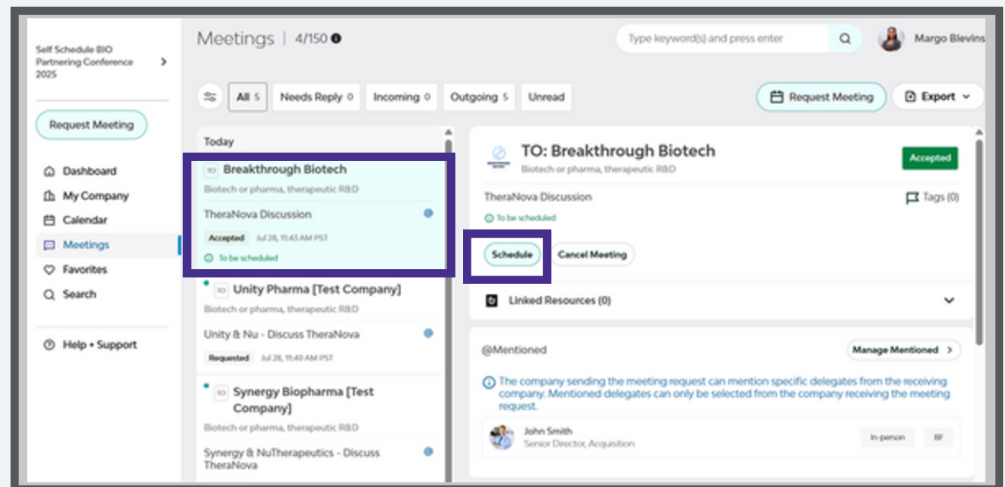 Self Schedule BIO
Partnering Conference
2025
Request Meeting
Dashboard
My Company
Calendar
Meetings
Favorites
Search
Help + Support
Meetings | 4/150
Type keyword(s) and press enter
Margo Blevins
All 5 Needs Reply 0 Incoming 0 Outgoing 5 Unread
Request Meeting Export
Today
TO Breakthrough Biotech
Biotech or pharma, therapeutic R&D
TheraNova Discussion
Accepted Jul 28, 11:43 AM PST
To be scheduled
TO Unity Pharma [Test Company]
Biotech or pharma, therapeutic R&D
Unity & Nu - Discuss TheraNova
Requested Jul 28, 11:40 AM PST
TO Synergy Biopharma [Test
Company]
Biotech or pharma, therapeutic R&D
Synergy & NuTherapeutics - Discuss
TheraNova
TO: Breakthrough Biotech
Biotech or pharma, therapeutic R&D
Accepted
TheraNova Discussion
Tags (0)
To be scheduled
Schedule Cancel Meeting
Linked Resources (0)
@Mentioned
Manage Mentioned >
The company sending the meeting request can mention specific delegates from the receiving
company. Mentioned delegates can only be selected from the company receiving the meeting
request.
John Smith
Senior Director, Acquisition
In-person BF